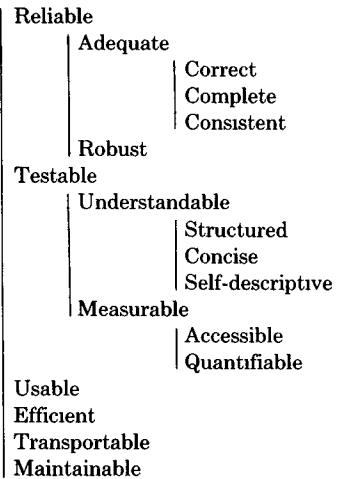 Reliable
Adequate
Correct
Complete
Consistent
Robust
Testable
Understandable
Structured
Concise
Self-descriptive
Measurable
Accessible
Quantifiable
Usable
Efficient
Transportable
Maintainable